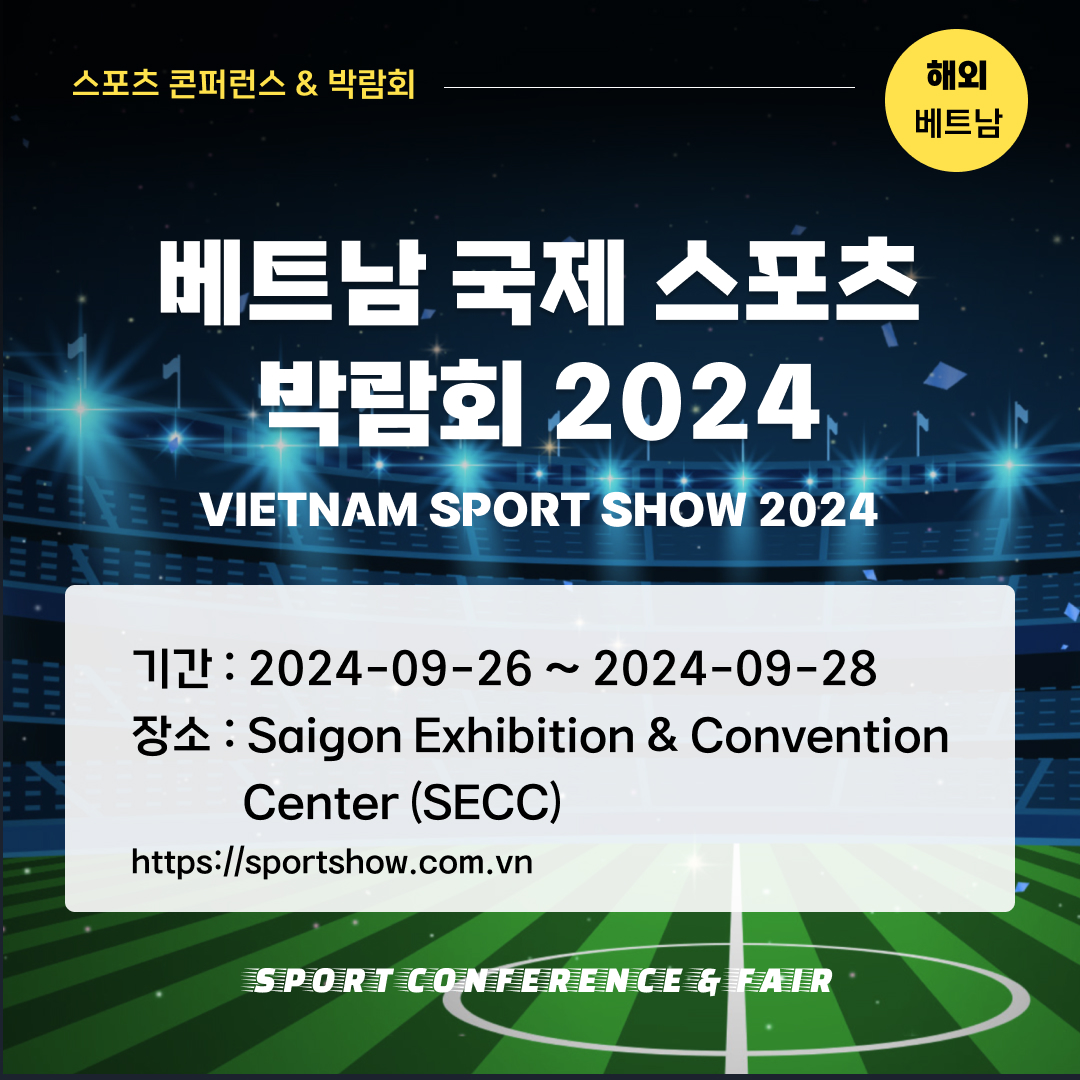 스포츠 콘퍼런스 & 박람회
해외
베트남
베트남 국제 스포츠
박람회 2024
VIETNAM SPORT SHOW 2024
기간 : 2024-09-26 ~ 2024-09-28
장소 : Saigon Exhibition & Convention
Center (SECC)
https://sportshow.com.vn
SPORT CONFERENCE & FAIR